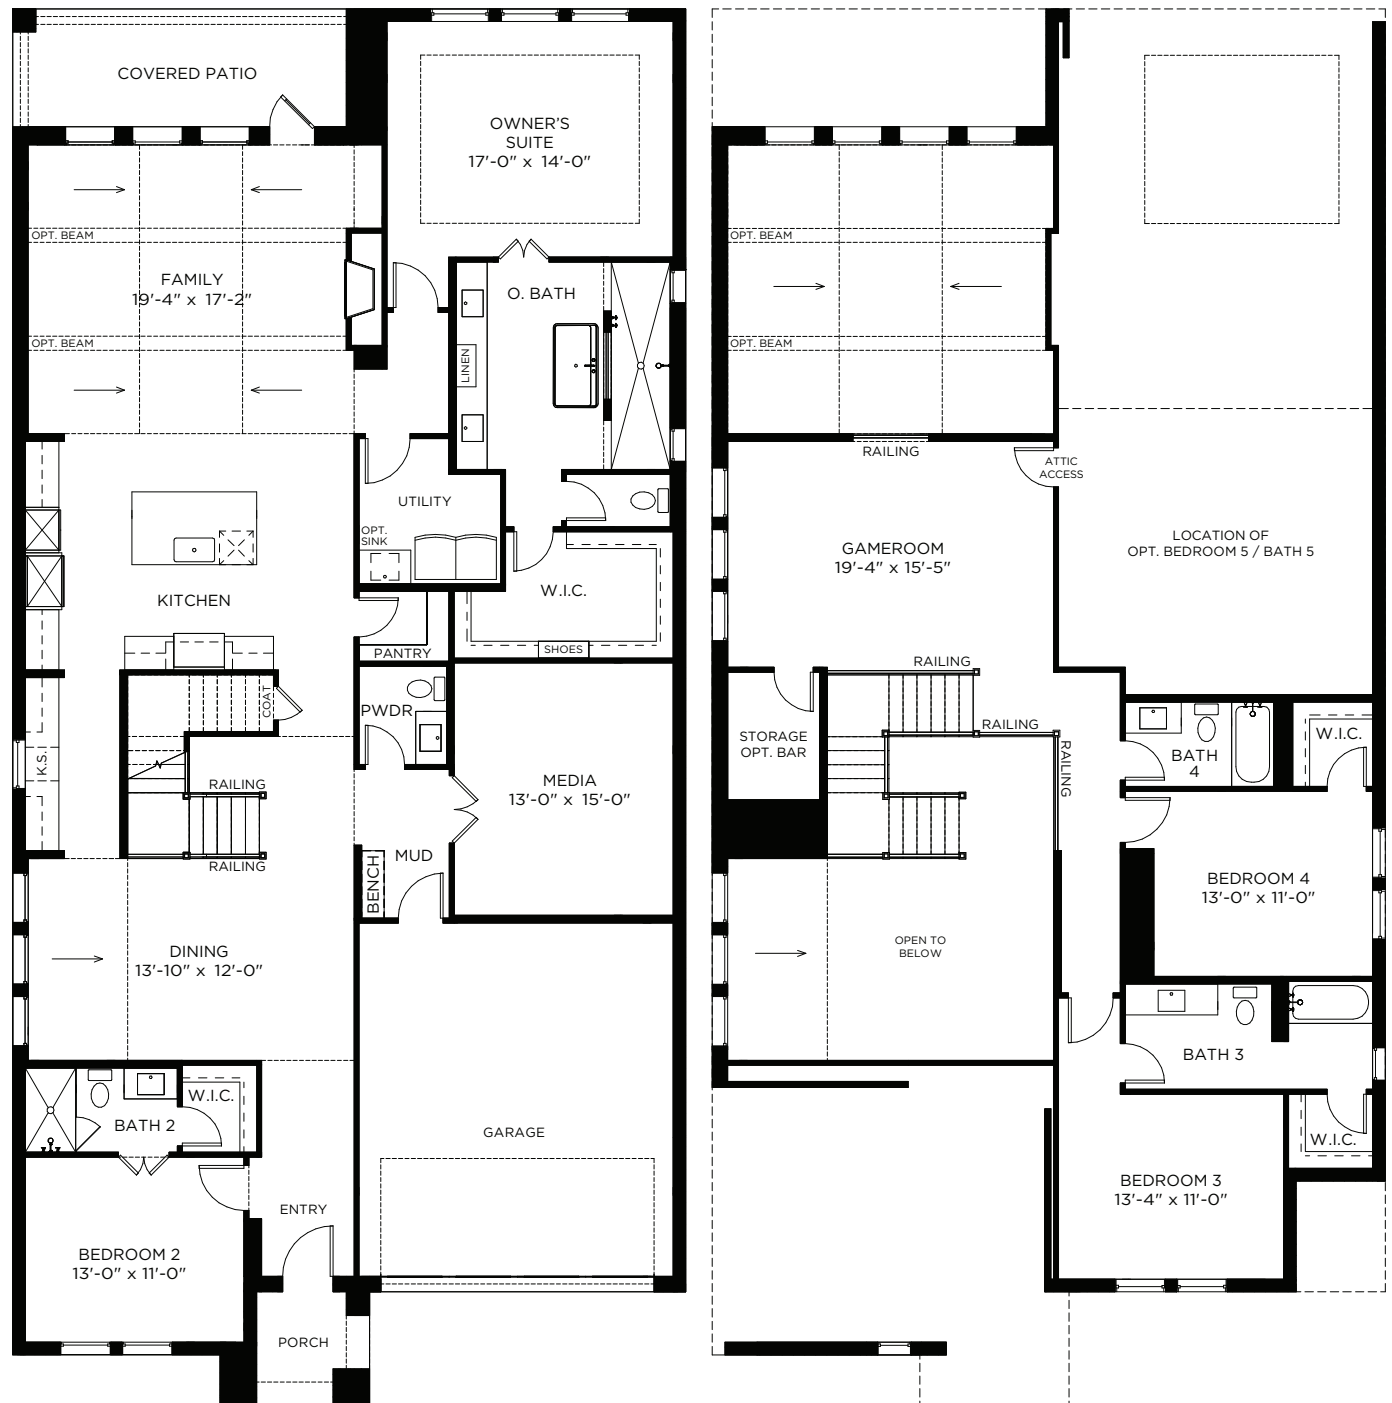 COVERED PATIO
OWNER'S
SUITE
17'-0" x 14'-0"
OPT. BEAM
FAMILY
19'-4" x 17'-2"
OPT. BEAM
O. BATH
LINEN
UTILITY
OPT.
SINK
KITCHEN
W.I.C.
SHOES
PANTRY
COAT
PWDR
K.S.
RAILING
MEDIA
13'-0" x 15'-0"
RAILING
MUD
BENCH
DINING
13'-10" x 12'-0"
W.I.C.
BATH 2
GARAGE
ENTRY
BEDROOM 2
13'-0" x 11'-0"
PORCH
OPT. BEAM
OPT. BEAM
RAILING
ATTIC
ACCESS
GAMEROOM
19'-4" x 15'-5"
LOCATION OF
OPT. BEDROOM 5 / BATH 5
RAILING
RAILING
STORAGE
OPT. BAR
RAILING
BATH
4
W.I.C.
BEDROOM 4
13'-0" x 11'-0"
OPEN TO
BELOW
BATH 3
W.I.C.
BEDROOM 3
13'-4" x 11'-0"